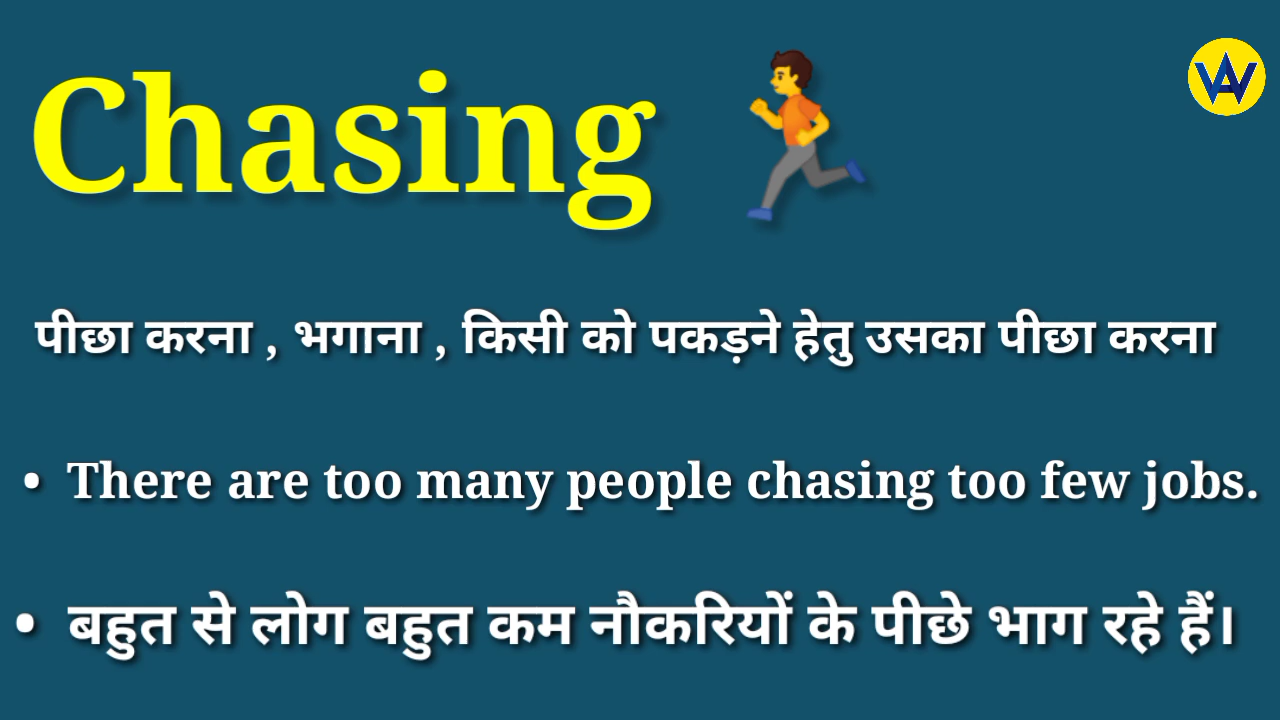 Chasing
पीछा करना , भगाना , किसी को पकड़ने हेतु उसका पीछा करना
• There are too many people chasing too few jobs.
• बहुत से लोग बहुत कम नौकरियों के पीछे भाग रहे हैं।